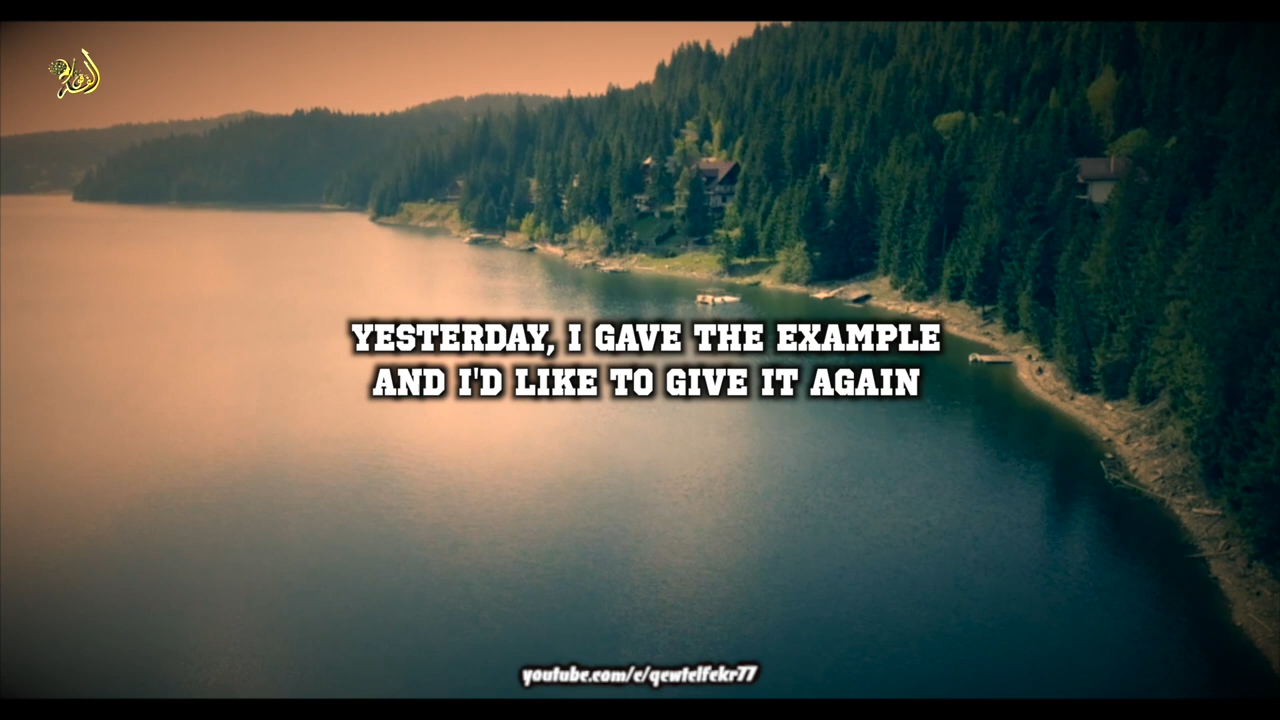 YESTERDAY, I GAVE THE EXAMPLE
AND I'D LIKE TO GIVE IT AGAIN
youtube.com/c/qewtelfekr77